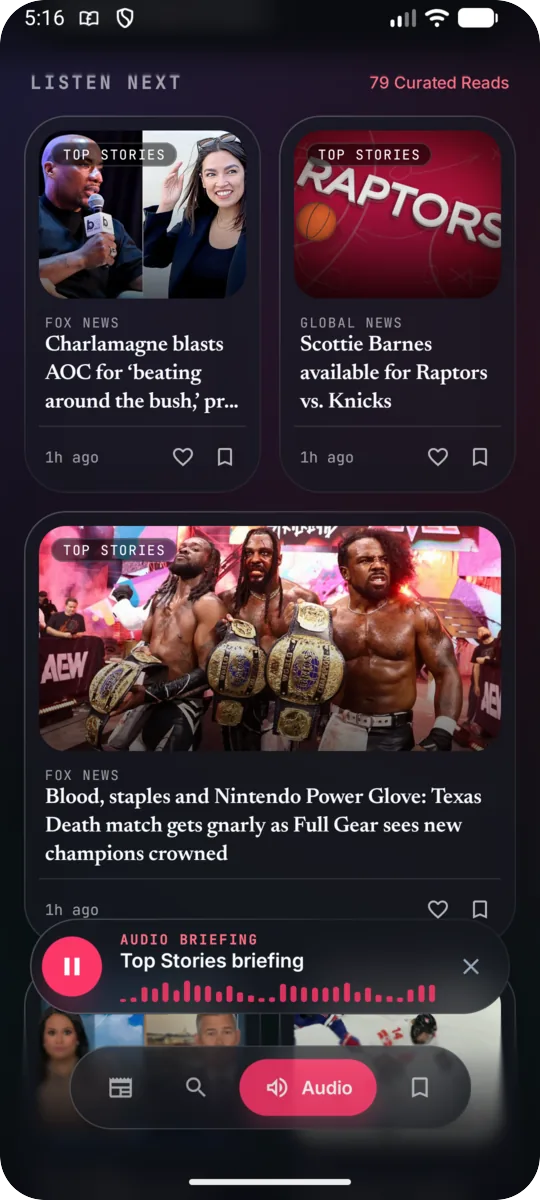 5:16
LISTEN NEXT
79 Curated Reads
TOP STORIES
FOX NEWS
Charlamagne blasts
AOC for ‘beating
around the bush,’ pr...
1h ago
TOP STORIES
RAPTORS
GLOBAL NEWS
Scottie Barnes
available for Raptors
vs. Knicks
1h ago
TOP STORIES
AEW
AEW
FOX NEWS
Blood, staples and Nintendo Power Glove: Texas
Death match gets gnarly as Full Gear sees new
champions crowned
1h ago
AUDIO BRIEFING
Top Stories briefing
Audio